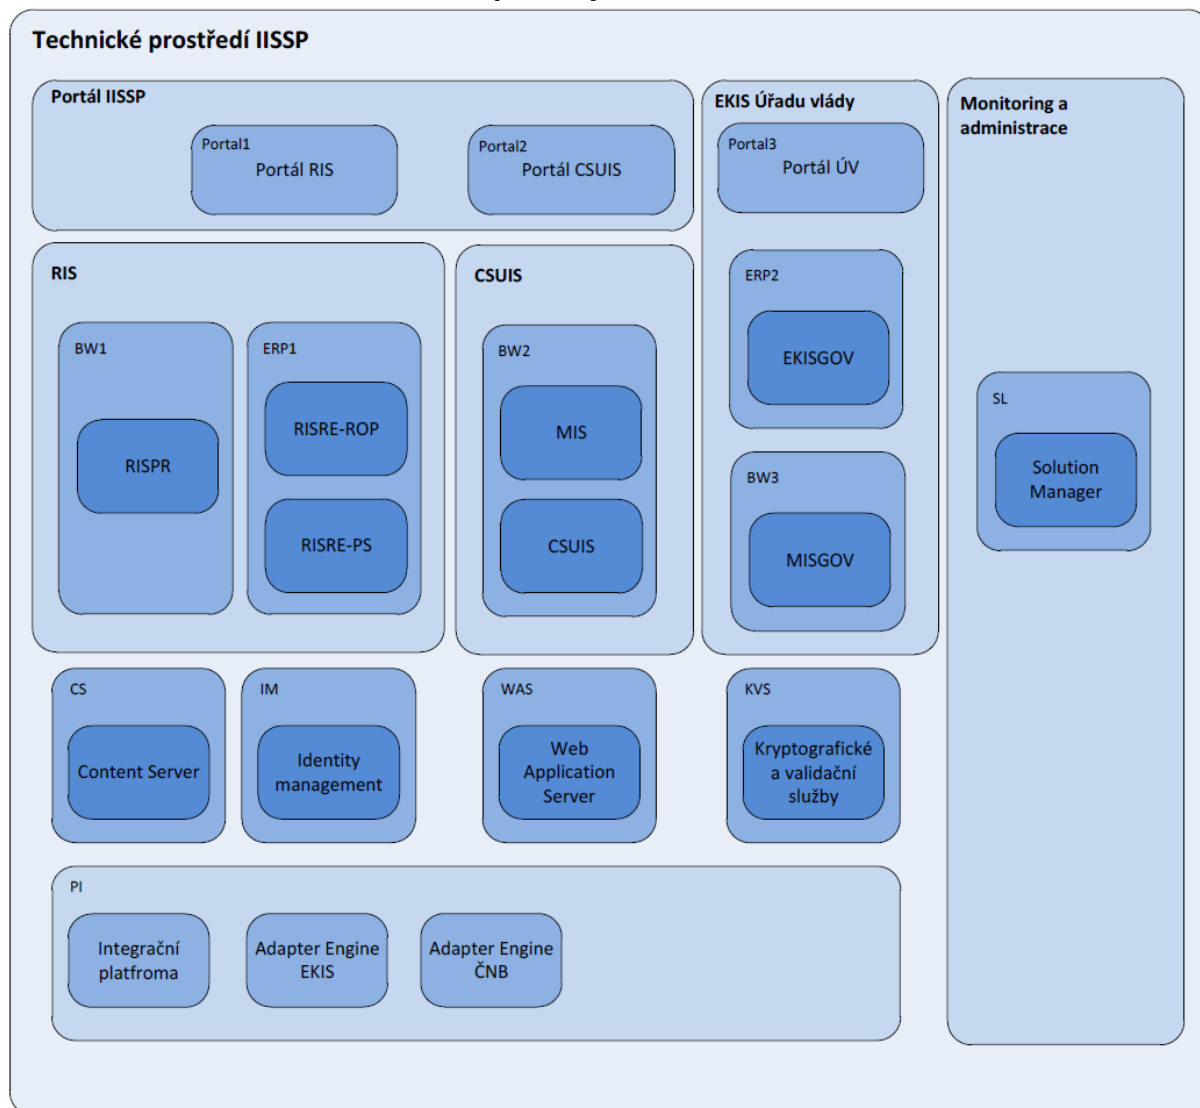 Technické prostředí IISSP
Portál IISSP
Portal1
Portál RIS
Portal2
Portál CSUIS
EKIS Úřadu vlády
Portal3
Portál ÚV
ERP2
EKISGOV
BW3
MISGOV
Monitoring a
administrace
SL
Solution
Manager
RIS
BW1
RISPR
ERP1
RISRE-ROP
RISRE-PS
CSUIS
BW2
MIS
CSUIS
CS
Content Server
IM
Identity
management
WAS
Web
Application
Server
KVS
Kryptografické
a validační
služby
PI
Integrační
platfroma
Adapter Engine
EKIS
Adapter Engine
ČNB